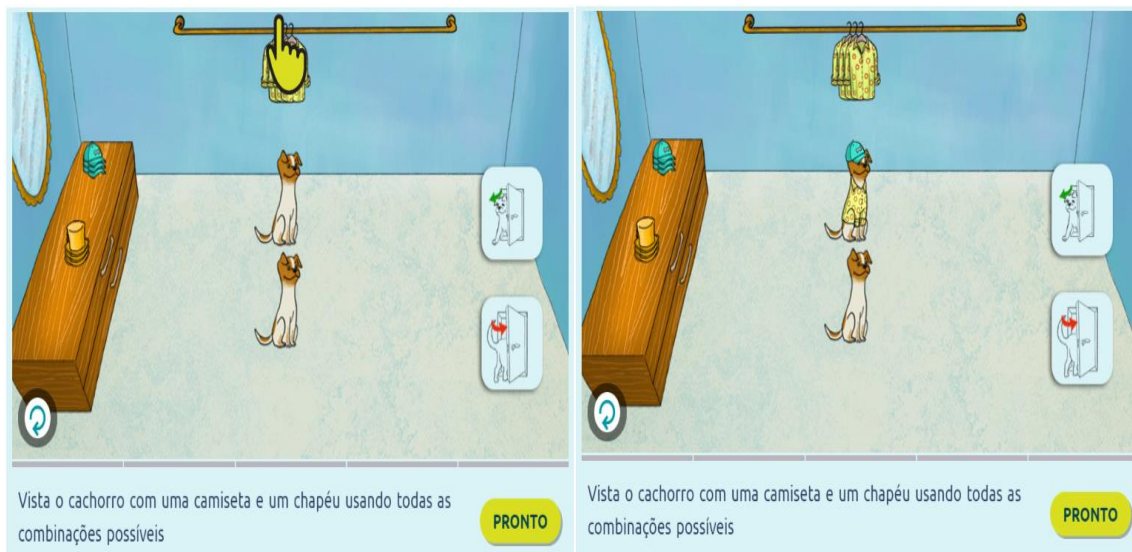 Vista o cachorro com uma camiseta e um chapéu usando todas as
combinações possíveis
PRONTO
Vista o cachorro com uma camiseta e um chapéu usando todas as
combinações possíveis
PRONTO